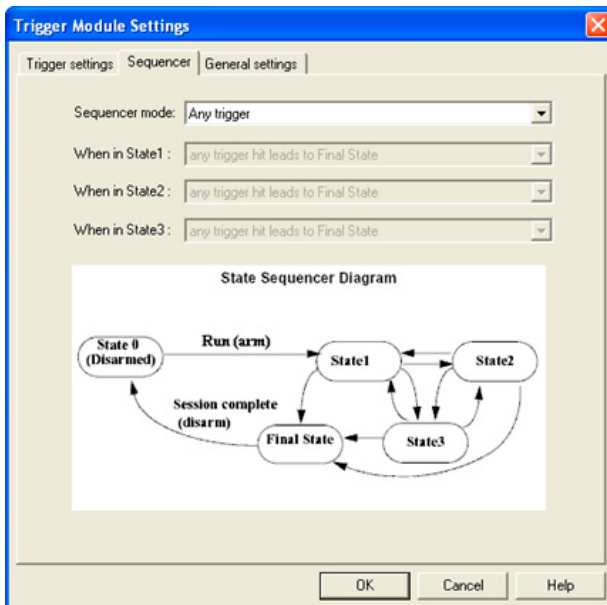 Trigger Module Settings
Trigger settings
Sequencer
General settings
Sequencer mode: Any trigger
When in State1 : any trigger hit leads to Final State
When in State2 : any trigger hit leads to Final State
When in State3 : any trigger hit leads to Final State
State Sequencer Diagram
State 0
(Disarmed)
Run (arm)
State1
State2
Session complete
(disarm)
Final State
State3
OK
Cancel
Help